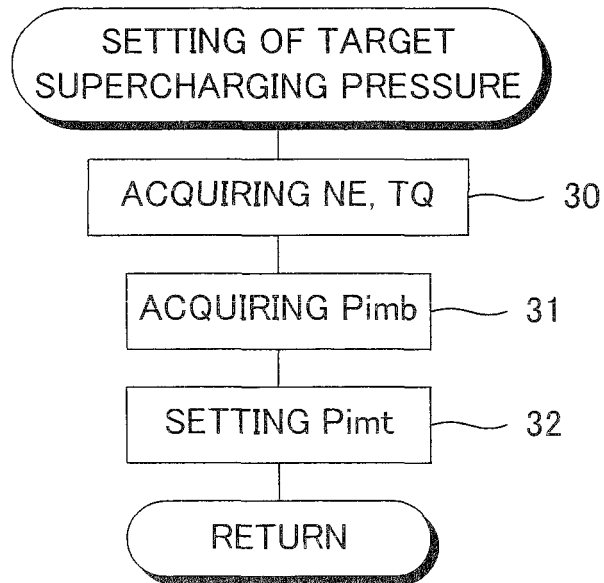 SETTING OF TARGET
SUPERCHARGING PRESSURE
ACQUIRING NE, TQ
30
ACQUIRING Pimb
31
SETTING Pimt
32
RETURN